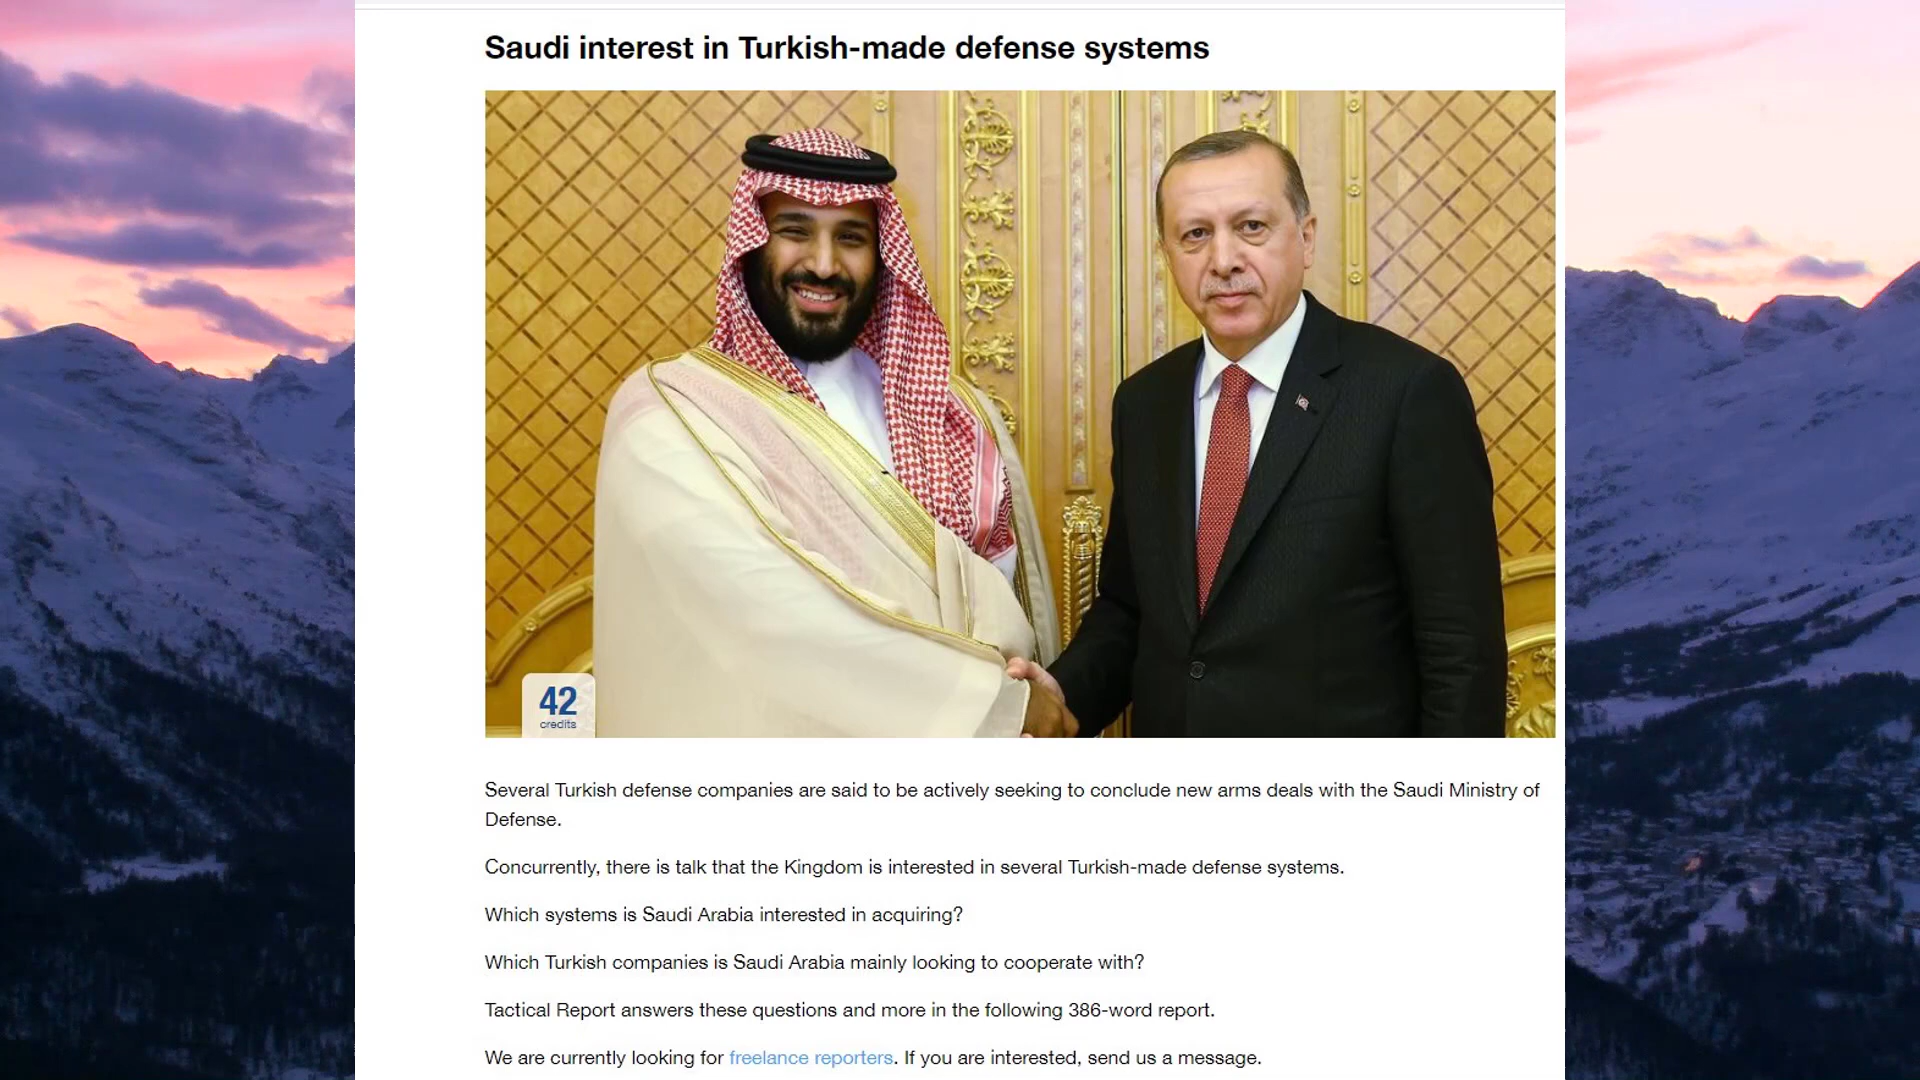 Saudi interest in Turkish-made defense systems
42
credits
Several Turkish defense companies are said to be actively seeking to conclude new arms deals with the Saudi Ministry of
Defense.
Concurrently, there is talk that the Kingdom is interested in several Turkish-made defense systems.
Which systems is Saudi Arabia interested in acquiring?
Which Turkish companies is Saudi Arabia mainly looking to cooperate with?
Tactical Report answers these questions and more in the following 386-word report.
We are currently looking for freelance reporters. If you are interested, send us a message.